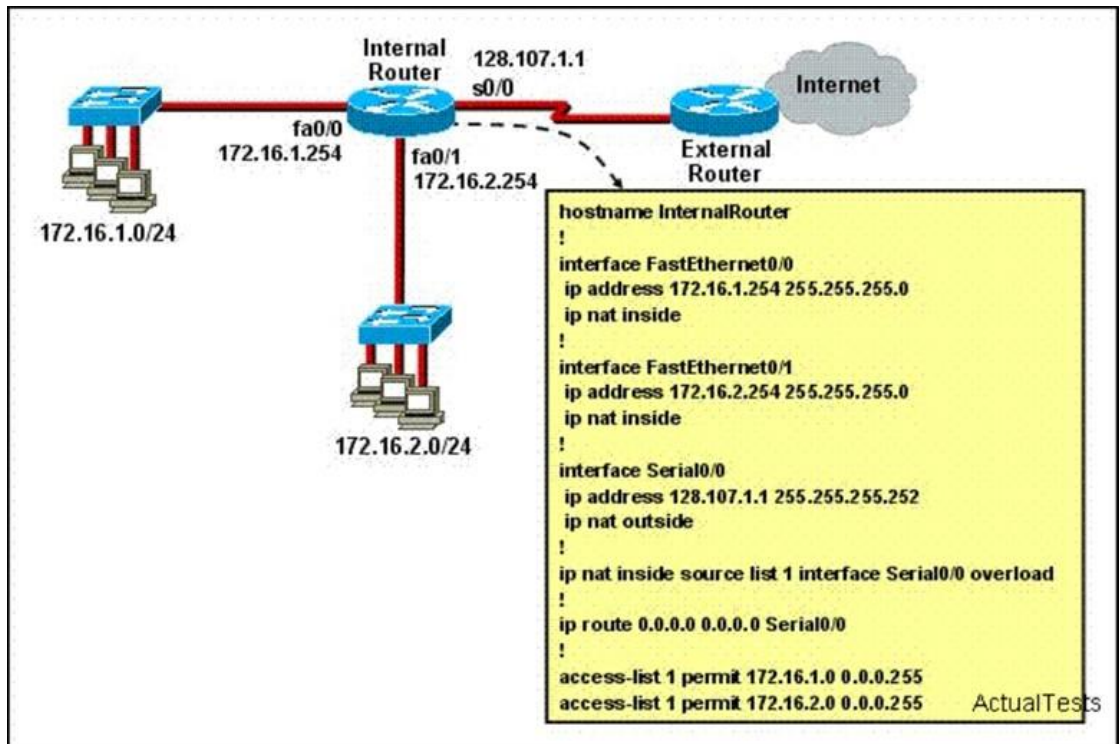 Internal
Router
128.107.1.1
s0/0
Internet
fa0/0
172.16.1.254
fa0/1
172.16.2.254
External
Router
172.16.1.0/24
172.16.2.0/24
hostname InternalRouter
!
interface FastEthernet0/0
ip address 172.16.1.254 255.255.255.0
ip nat inside
!
interface FastEthernet0/1
ip address 172.16.2.254 255.255.255.0
ip nat inside
!
interface Serial0/0
ip address 128.107.1.1 255.255.255.252
ip nat outside
!
ip nat inside source list 1 interface Serial0/0 overload
!
ip route 0.0.0.0 0.0.0.0 Serial0/0
!
access-list 1 permit 172.16.1.0 0.0.0.255
access-list 1 permit 172.16.2.0 0.0.0.255
ActualTests